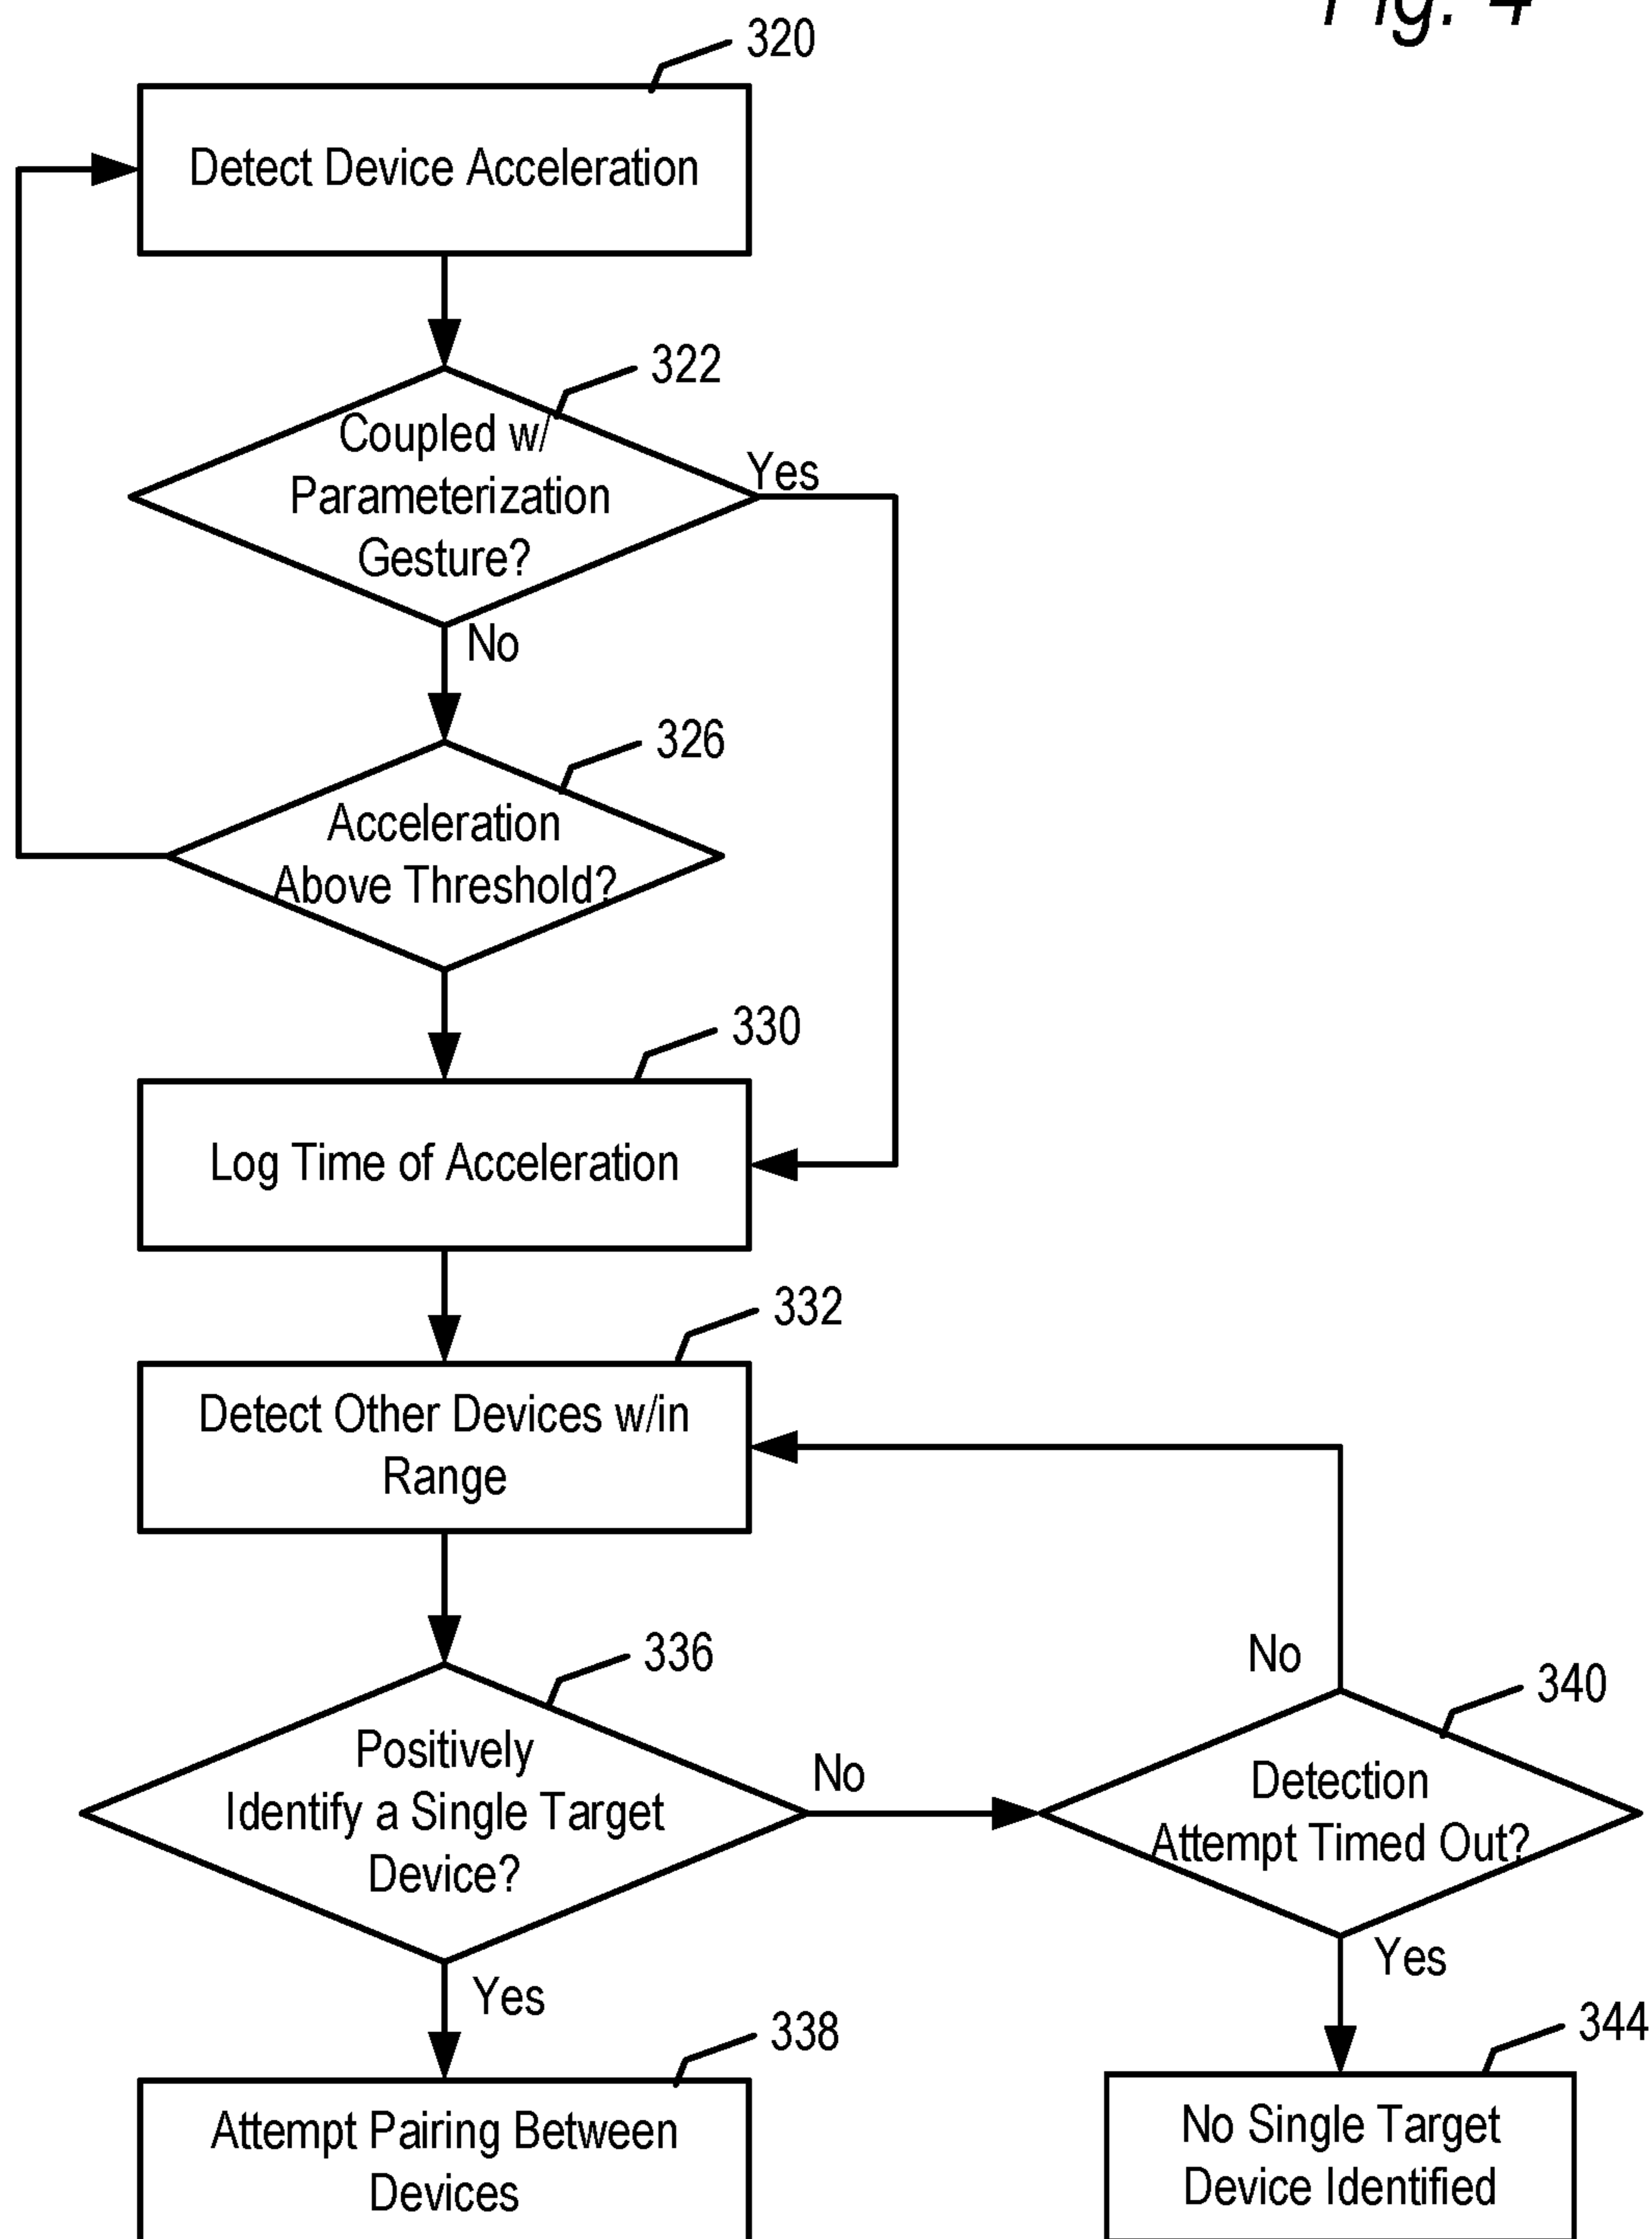 Fig. 4
320
Detect Device Acceleration
322
Coupled w/
Parameterization
Gesture?
Yes
No
326
Acceleration
Above Threshold?
330
Log Time of Acceleration
332
Detect Other Devices w/in
Range
336
Positively
Identify a Single Target
Device?
No
No
340
Detection
Attempt Timed Out?
Yes
Yes
338
Attempt Pairing Between
Devices
344
No Single Target
Device Identified